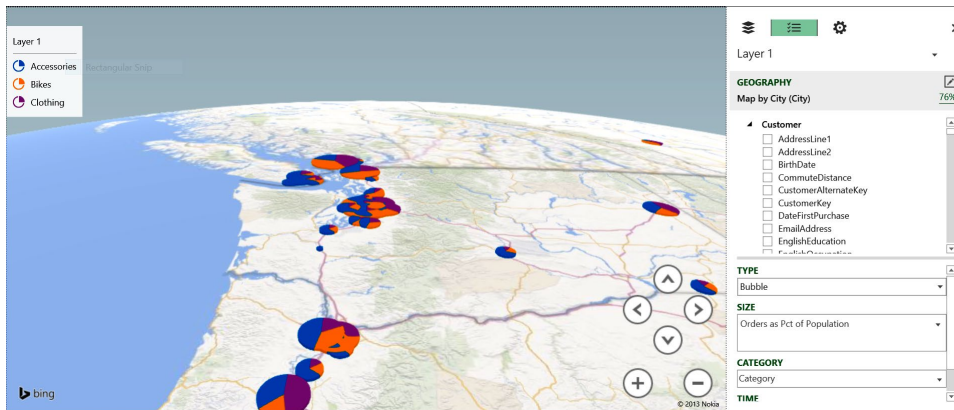 Layer 1
Accessories
Rectangular Snip
Bikes
Clothing
bing
© 2013 Nokia
Layer 1
GEOGRAPHY
Map by City (City)
76%
Customer
AddressLine1
AddressLine2
BirthDate
CommuteDistance
CustomerAlternateKey
CustomerKey
DateFirstPurchase
EmailAddress
EnglishEducation
EnglishOccupation
TYPE
Bubble
SIZE
Orders as Pct of Population
CATEGORY
Category
TIME